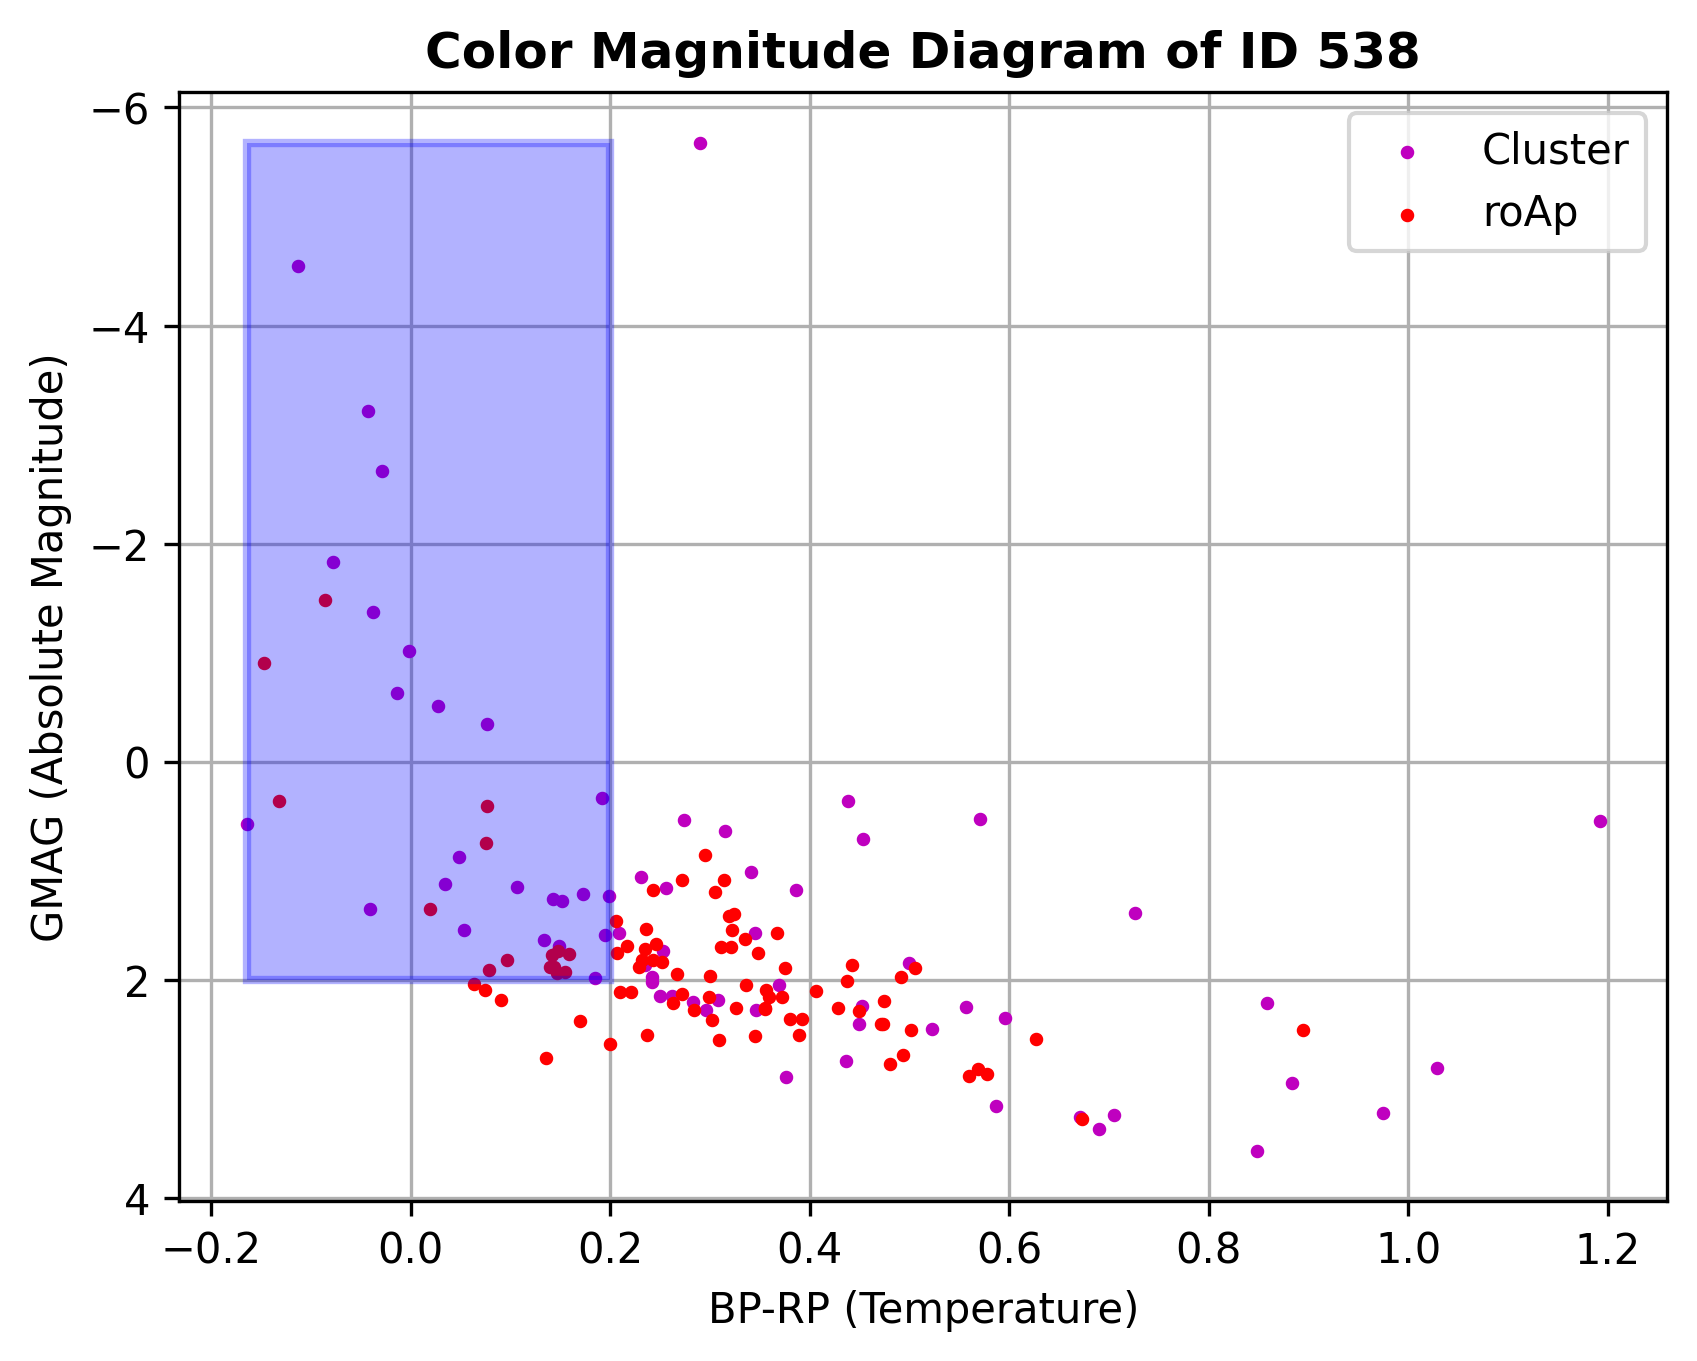 Color Magnitude Diagram of ID 538
−6
−4
−2
0
2
4
GMAG (Absolute Magnitude)
Cluster
roAp
−0.2
0.0
0.2
0.4
0.6
0.8
1.0
1.2
BP-RP (Temperature)